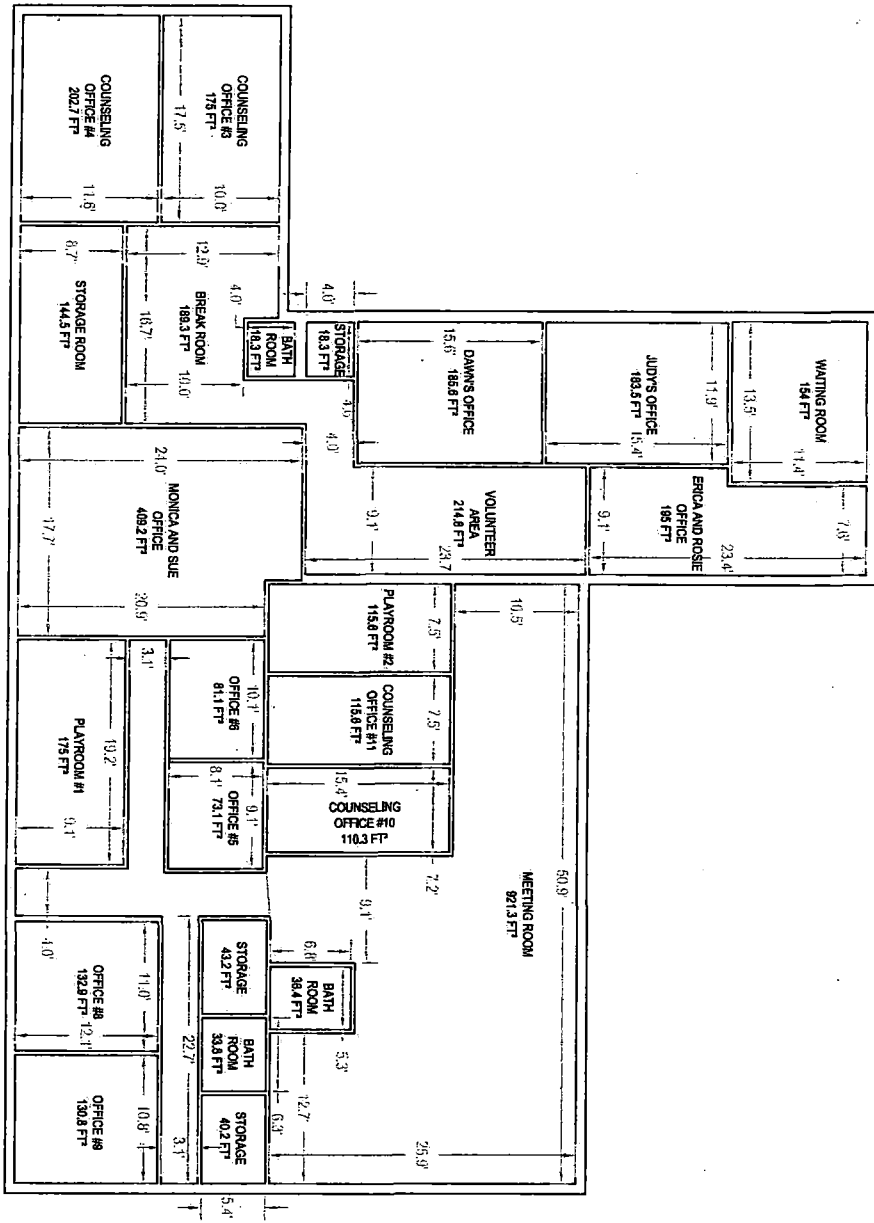 COUNSELING
OFFICE #4
202.7 FT²
COUNSELING
OFFICE #3
175 FT²
17.5'
11.6'
10.0'
8.7'
STORAGE ROOM
144.5 FT²
12.9'
16.7'
BREAK ROOM
189.3 FT²
10.0'
4.0'
BATH
ROOM
18.3 FT²
4.0'
STORAGE
18.3 FT²
4.6'
4.0'
15.6'
DAWN'S OFFICE
185.6 FT²
JUDY'S OFFICE
183.5 FT²
11.9'
15.4'
WAITING ROOM
154 FT²
13.5'
11.4'
ERICA AND ROSIE
OFFICE
195 FT²
7.6'
9.1'
23.4'
VOLUNTEER
AREA
214.8 FT²
9.1'
23.7
24.0'
MONICA AND SUE
OFFICE
409.2 FT²
17.7'
20.9'
PLAYROOM #2
115.6 FT²
7.5'
COUNSELING
OFFICE #11
115.6 FT²
7.5'
15.4'
COUNSELING
OFFICE #10
110.3 FT²
7.2'
10.5'
50.9'
MEETING ROOM
921.3 FT²
3.1'
OFFICE #6
81.1 FT²
10.1'
OFFICE #5
73.1 FT²
8.1'
9.1'
PLAYROOM #1
175 FT²
19.2'
9.1'
9.1'
6.8'
BATH
ROOM
36.4 FT²
5.3'
12.7'
6.3'
25.9'
STORAGE
43.2 FT²
BATH
ROOM
33.8 FT²
STORAGE
40.2 FT²
5.4'
4.0'
22.7'
3.1'
OFFICE #8
132.9 FT²
11.0'
12.1'
OFFICE #9
130.8 FT²
10.8'